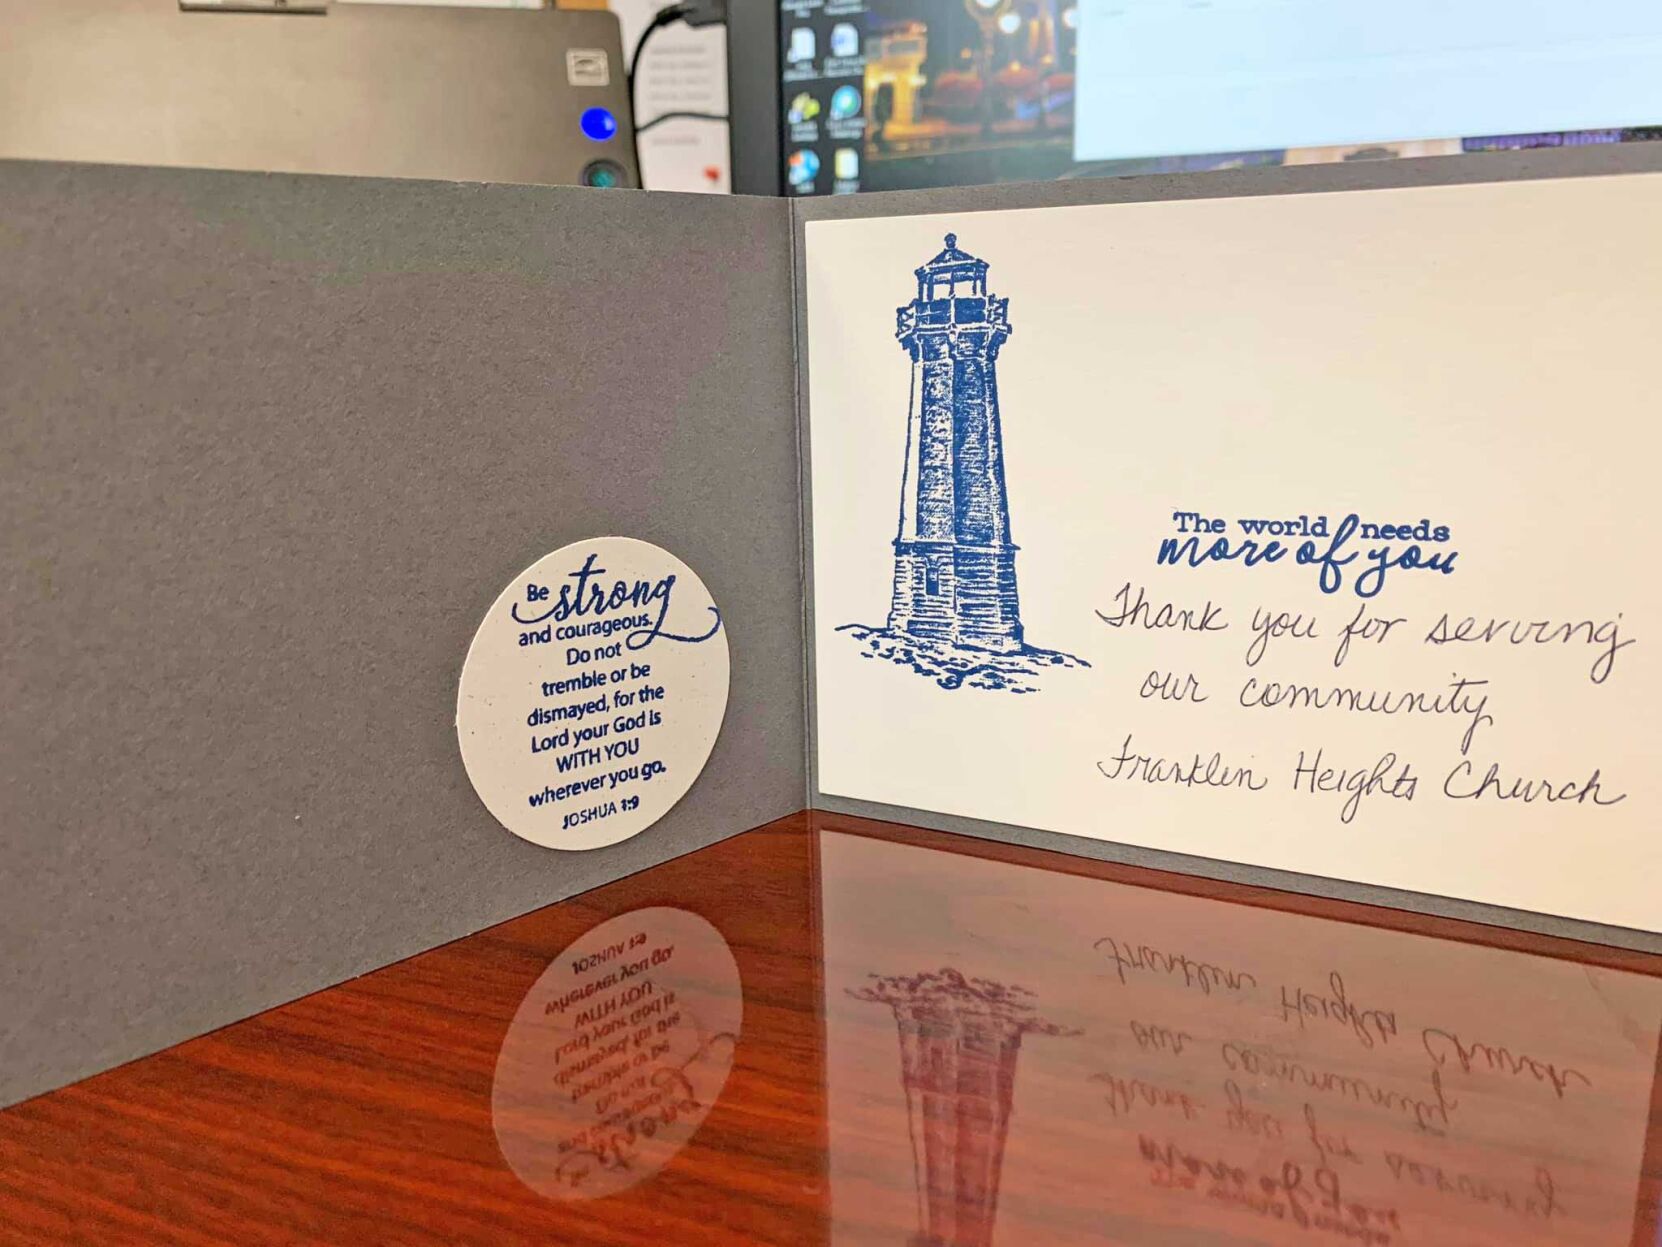 Be strong
and courageous.
Do not
tremble or be
dismayed, for the
Lord your God is
WITH YOU
wherever you go.
JOSHUA 1:9
The world needs
more of you
Thank you for serving
our community
Franklin Heights Church